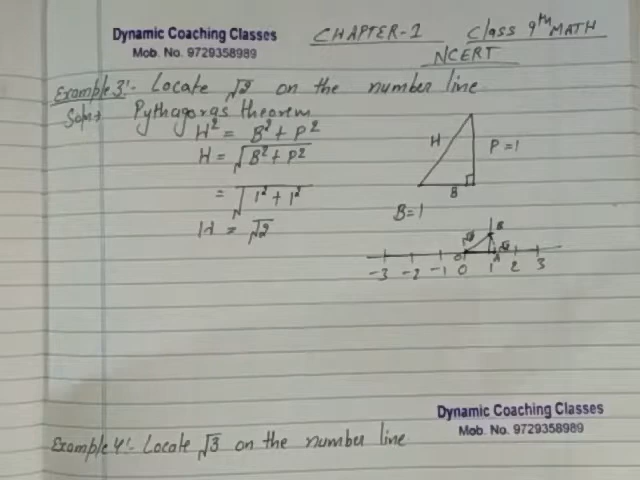 Dynamic Coaching Classes
Mob. No. 9729358989
CHAPTER-1 Class 9th MATH
NCERT
Example 3:- Locate √2 on the number line
Soln:- Pythagoras theorem
H² = B² + P²
H = √B² + P²
= √1² + 1²
H = √2
H
P = 1
B
B = 1
√2 B
O A √2
-3 -2 -1 0 1 2 3
Dynamic Coaching Classes
Mob. No. 9729358989
Example 4:- Locate √3 on the number line